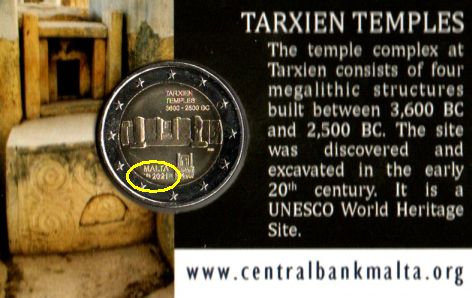 TARXIEN TEMPLES
The temple complex at
Tarxien consists of four
megalithic structures
built between 3,600 BC
and 2,500 BC. The site
was discovered and
excavated in the early
20th century. It is a
UNESCO World Heritage
Site.
www.centralbankmalta.org
TARXIEN
TEMPLES
3600 - 2500 BC
MALTA
2021